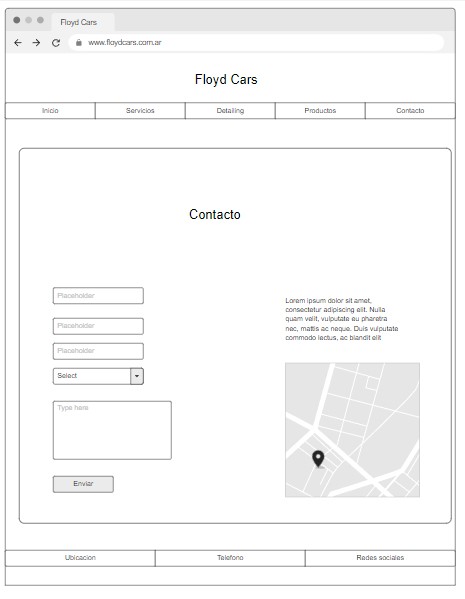 Floyd Cars
www.floydcars.com.ar
Floyd Cars
Inicio
Servicios
Detailing
Productos
Contacto
Contacto
Placeholder
Placeholder
Placeholder
Select
Type here
Enviar
Lorem ipsum dolor sit amet,
consectetur adipiscing elit. Nulla
quam velit, vulputate eu pharetra
nec, mattis ac neque. Duis vulputate
commodo lectus, ac blandit elit
Ubicacion
Telefono
Redes sociales